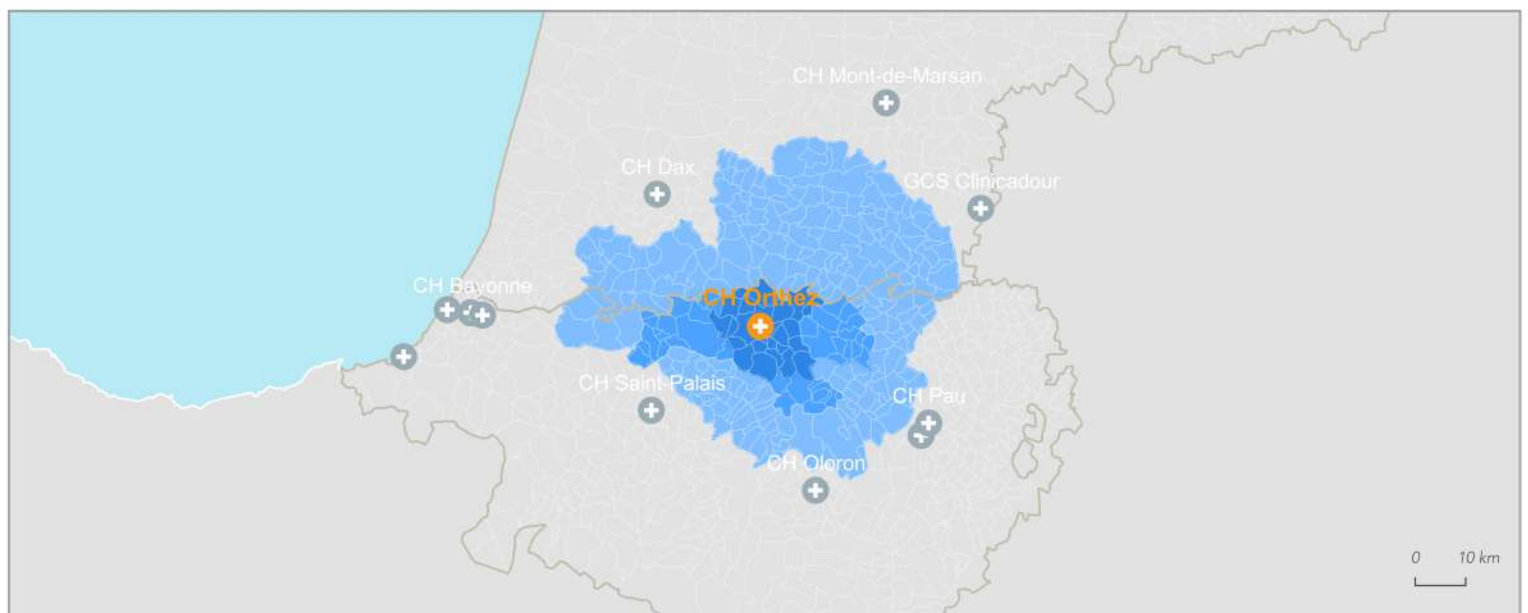 CH Mont-de-Marsan
CH Dax
GCS Clinicadour
CH Bayonne
CH Orthez
CH Saint-Palais
CH Pau
CH Oloron
0 10 km